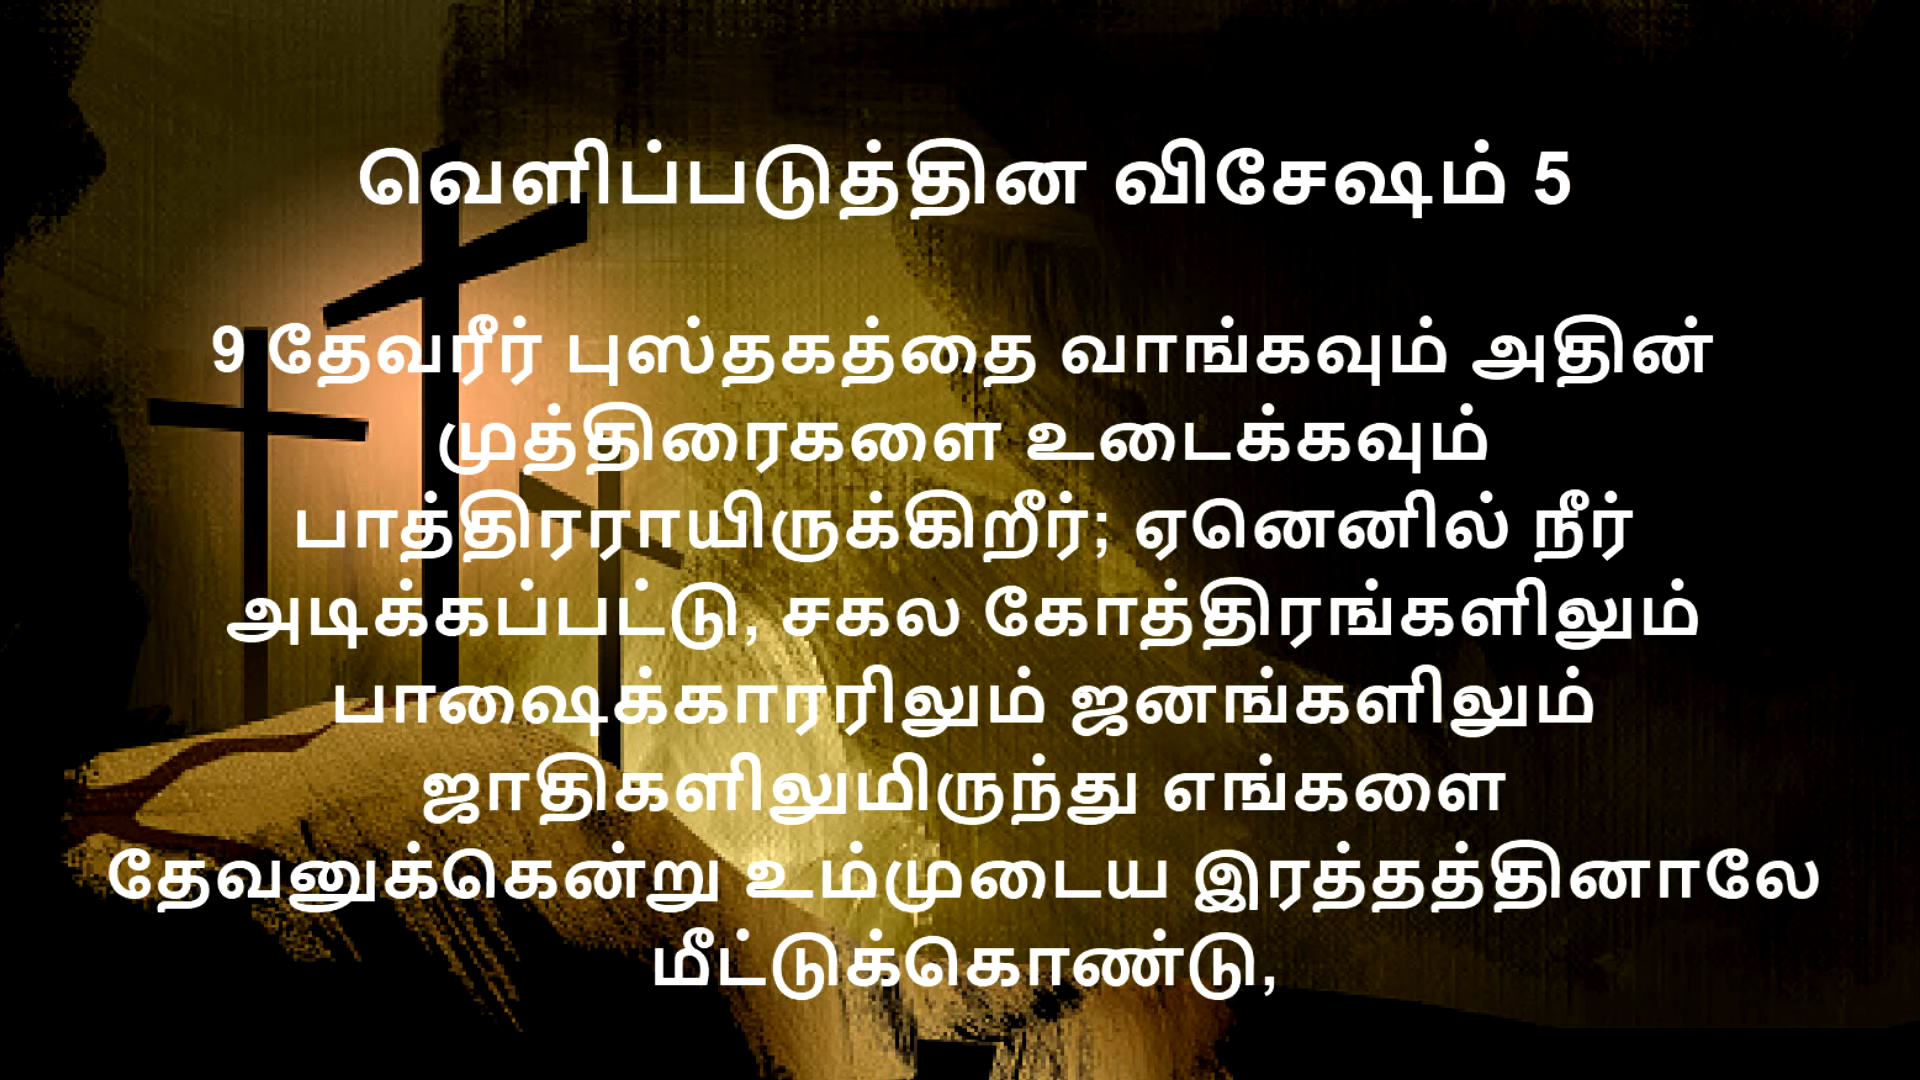 வெளிப்படுத்தின விசேஷம் 5
9 தேவரீர் புஸ்தகத்தை வாங்கவும் அதின்
முத்திரைகளை உடைக்கவும்
பாத்திரராயிருக்கிறீர்; ஏனெனில் நீர்
அடிக்கப்பட்டு, சகல கோத்திரங்களிலும்
பாஷைக்காரரிலும் ஜனங்களிலும்
ஜாதிகளிலுமிருந்து எங்களை
தேவனுக்கென்று உம்முடைய இரத்தத்தினாலே
மீட்டுக்கொண்டு,